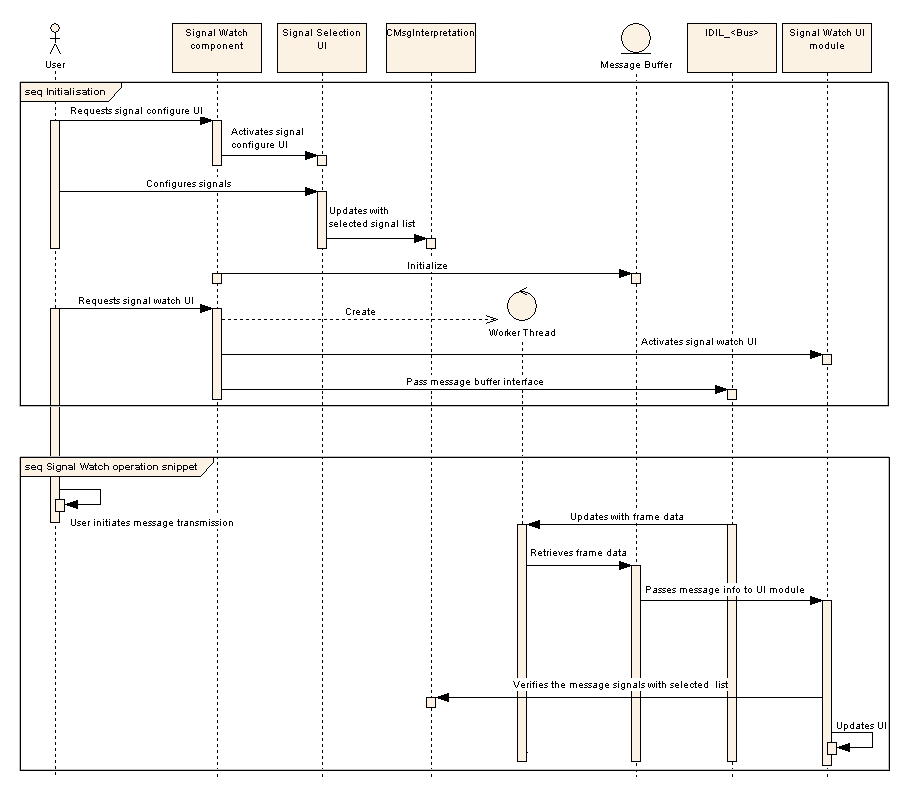 Signal Watch
component
Signal Selection
UI
CMsgInterpretation
IDIL_<Bus>
Signal Watch UI
module
User
Message Buffer
seq Initialisation
Requests signal configure UI
Activates signal
configure UI
Configures signals
Updates with
selected signal list
Initialize
Requests signal watch UI
Create
Worker Thread
Activates signal watch UI
Pass message buffer interface
seq Signal Watch operation snippet
User initiates message transmission
Updates with frame data
Retrieves frame data
Passes message info to UI module
Verifies the message signals with selected list
Updates UI